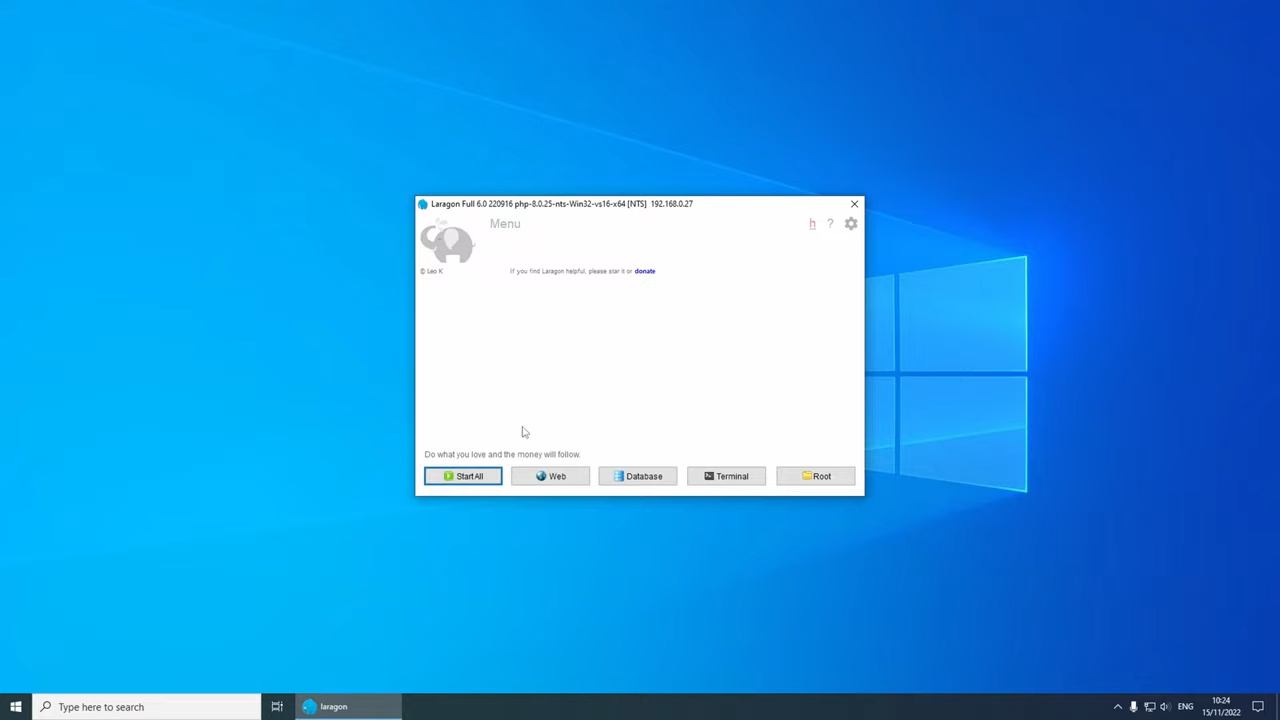 Laragon Full 6.0 220916 php-8.0.25-nts-Win32-vs16-x64 [NTS] 192.168.0.27
Menu
h ?
© Leo K
If you find Laragon helpful, please star it or donate
Do what you love and the money will follow.
Start All
Web
Database
Terminal
Root
Type here to search
laragon
ENG
10:24
15/11/2022